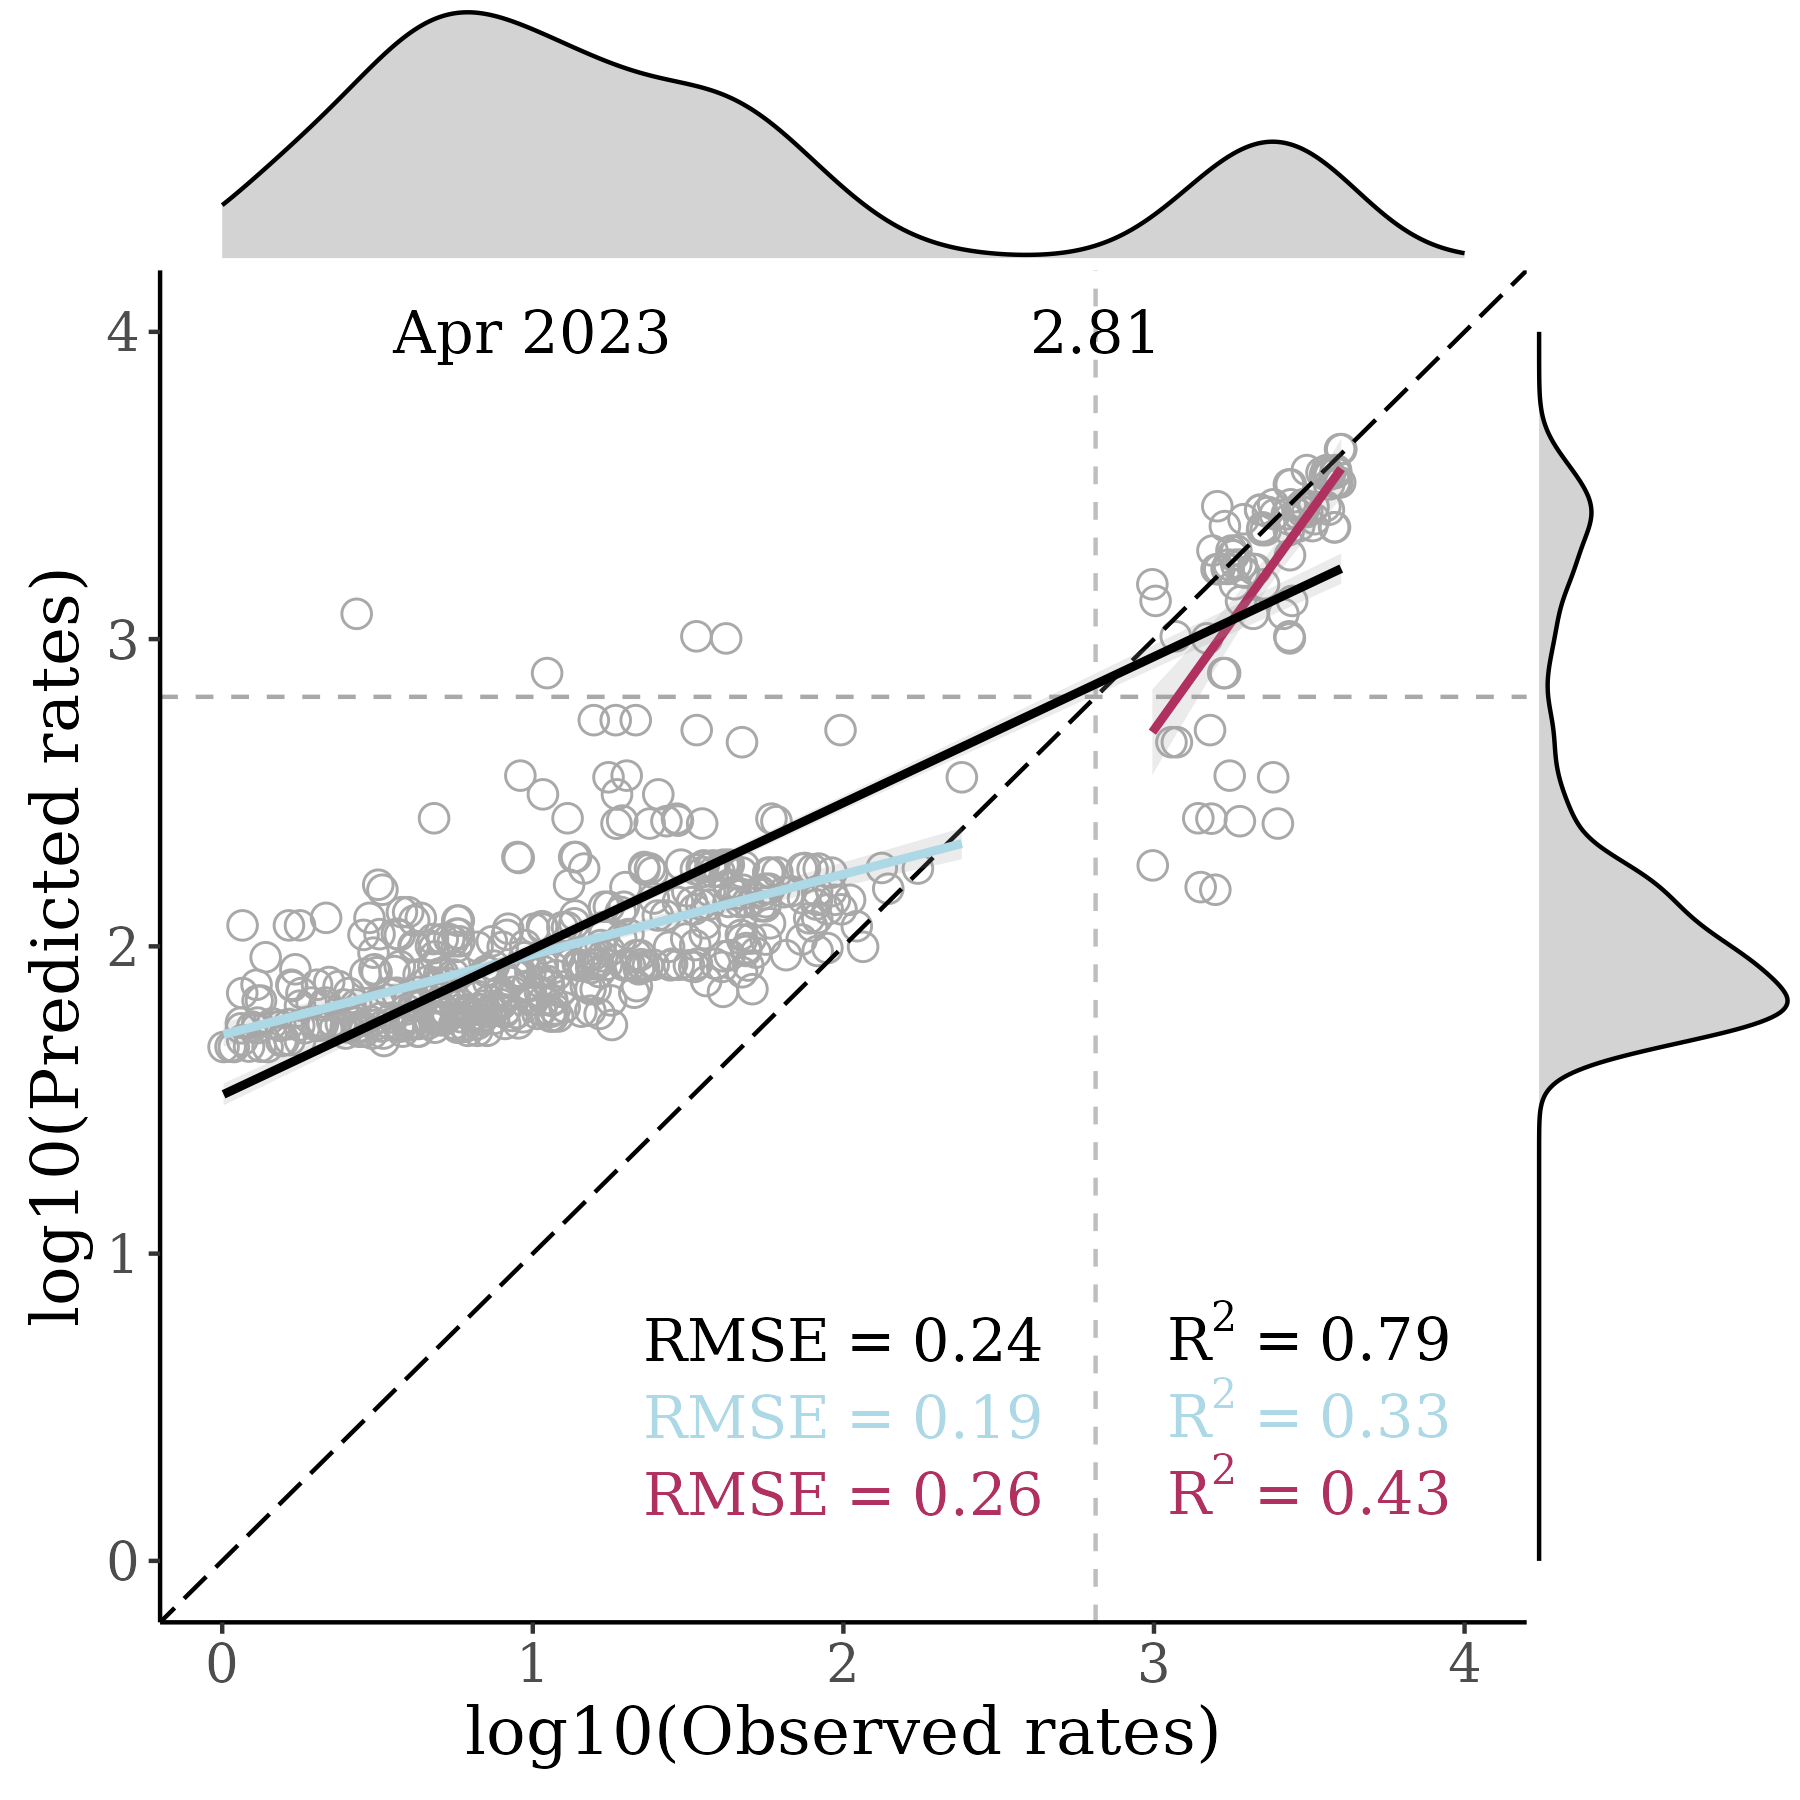 Apr 2023
2.81
4
3
2
1
0
log10(Predicted rates)
RMSE = 0.24
R² = 0.79
RMSE = 0.19
R² = 0.33
RMSE = 0.26
R² = 0.43
0
1
2
3
4
log10(Observed rates)